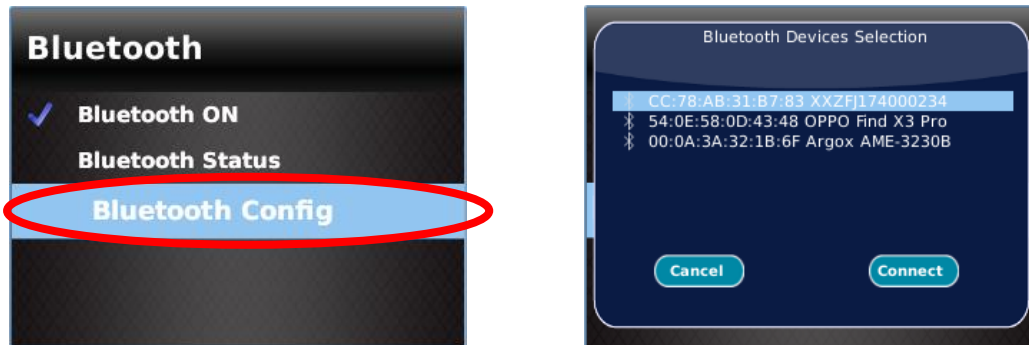 Bluetooth
Bluetooth ON
Bluetooth Status
Bluetooth Config
Bluetooth Devices Selection
CC:78:AB:31:B7:83 XXZFJ174000234
54:0E:58:0D:43:48 OPPO Find X3 Pro
00:0A:3A:32:1B:6F Argox AME-3230B
Cancel
Connect